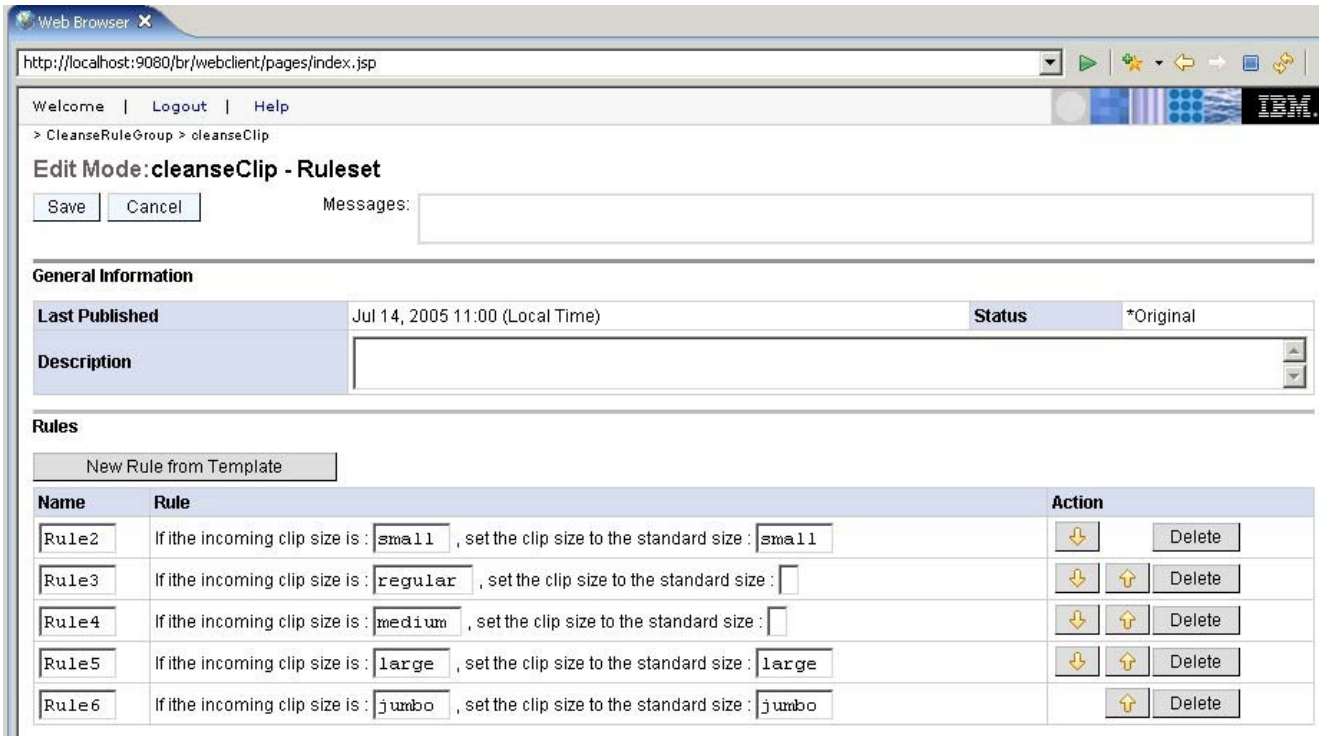 Web Browser
http://localhost:9080/br/webclient/pages/index.jsp
Welcome | Logout | Help
IBM.
> CleanseRuleGroup > cleanseClip
Edit Mode:cleanseClip - Ruleset
Save Cancel Messages:
General Information
Last Published Jul 14, 2005 11:00 (Local Time) Status *Original
Description
Rules
New Rule from Template
Name Rule Action
Rule2 If ithe incoming clip size is : small , set the clip size to the standard size : small Delete
Rule3 If ithe incoming clip size is : regular , set the clip size to the standard size : Delete
Rule4 If ithe incoming clip size is : medium , set the clip size to the standard size : Delete
Rule5 If ithe incoming clip size is : large , set the clip size to the standard size : large Delete
Rule6 If ithe incoming clip size is : jumbo , set the clip size to the standard size : jumbo Delete